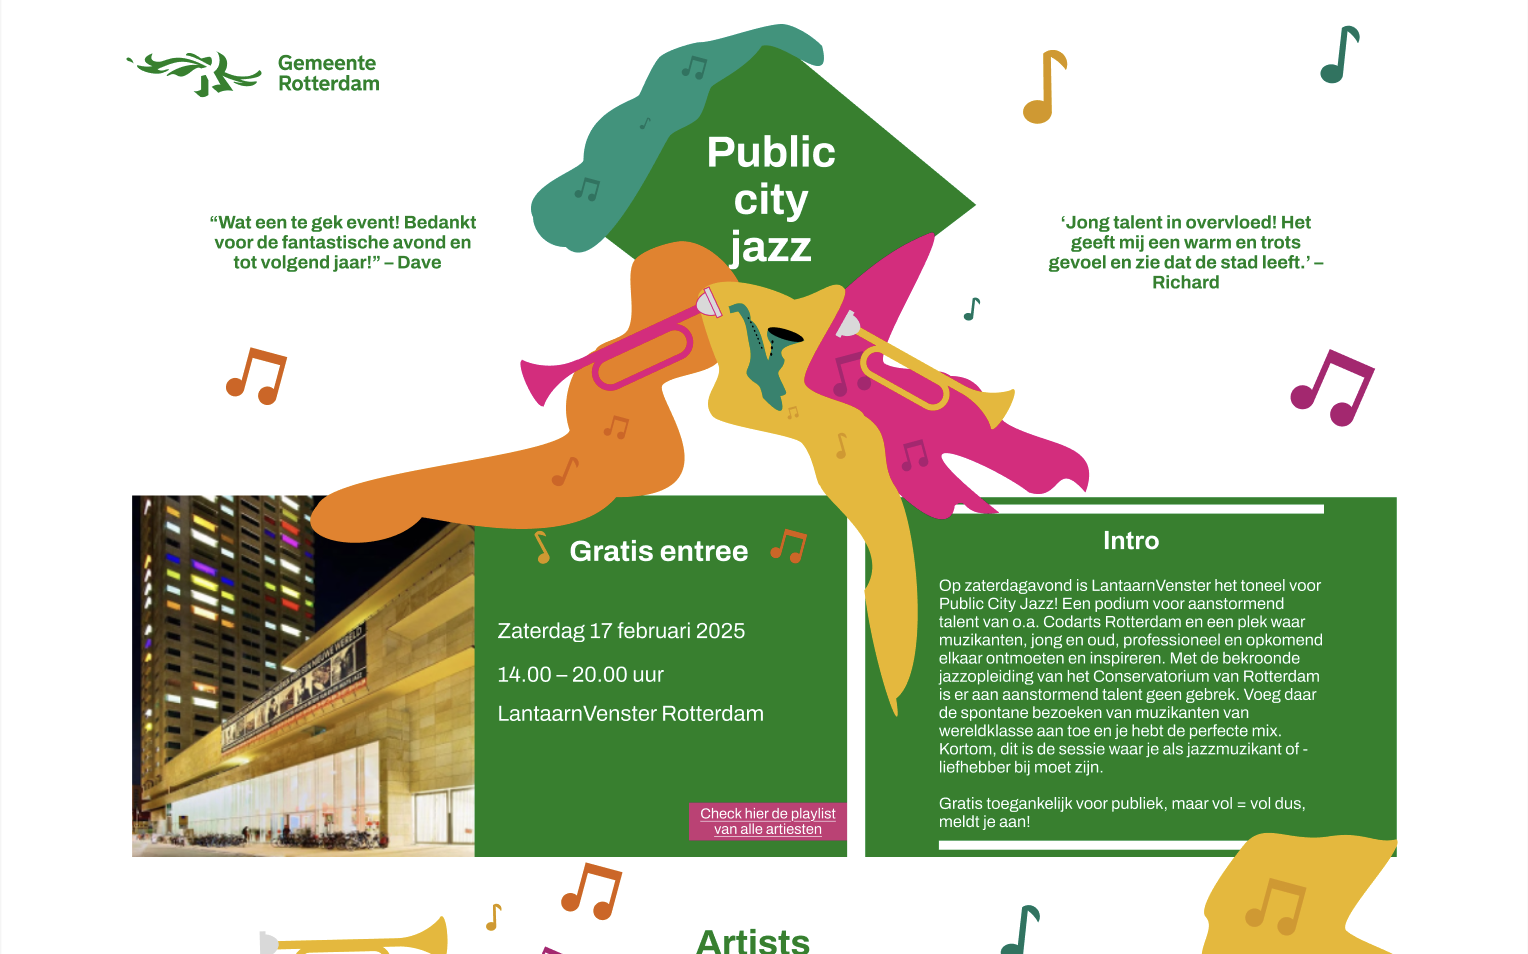 Gemeente
Rotterdam
Public
city
jazz
“Wat een te gek event! Bedankt
voor de fantastische avond en
tot volgend jaar!” – Dave
‘Jong talent in overvloed! Het
geeft mij een warm en trots
gevoel en zie dat de stad leeft.’ –
Richard
Gratis entree
Zaterdag 17 februari 2025
14.00 – 20.00 uur
LantaarnVenster Rotterdam
Check hier de playlist
van alle artiesten
Intro
Op zaterdagavond is LantaarnVenster het toneel voor
Public City Jazz! Een podium voor aanstormend
talent van o.a. Codarts Rotterdam en een plek waar
muzikanten, jong en oud, professioneel en opkomend
elkaar ontmoeten en inspireren. Met de bekroonde
jazzopleiding van het Conservatorium van Rotterdam
is er aan aanstormend talent geen gebrek. Voeg daar
de spontane bezoeken van muzikanten van
wereldklasse aan toe en je hebt de perfecte mix.
Kortom, dit is de sessie waar je als jazzmuzikant of -
liefhebber bij moet zijn.
Gratis toegankelijk voor publiek, maar vol = vol dus,
meldt je aan!
Artists